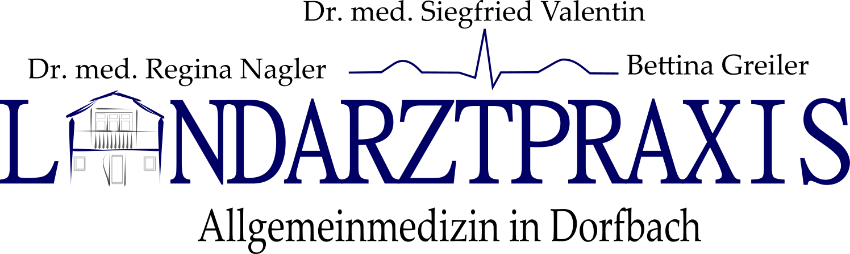 Dr. med. Siegfried Valentin
Dr. med. Regina Nagler
Bettina Greiler
LANDARZTPRAXIS
Allgemeinmedizin in Dorfbach